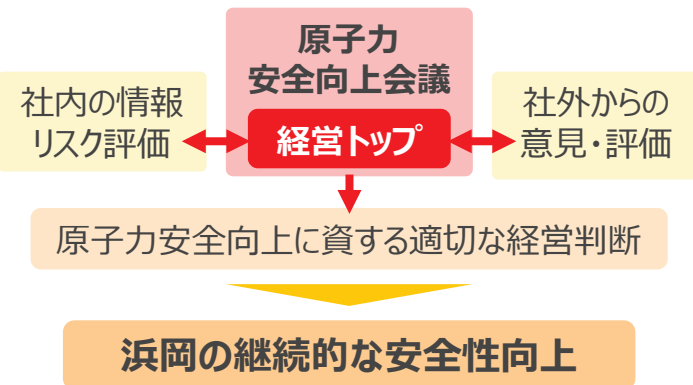 原子力
安全向上会議
経営トップ
社内の情報
リスク評価
社外からの
意見・評価
原子力安全向上に資する適切な経営判断
浜岡の継続的な安全性向上